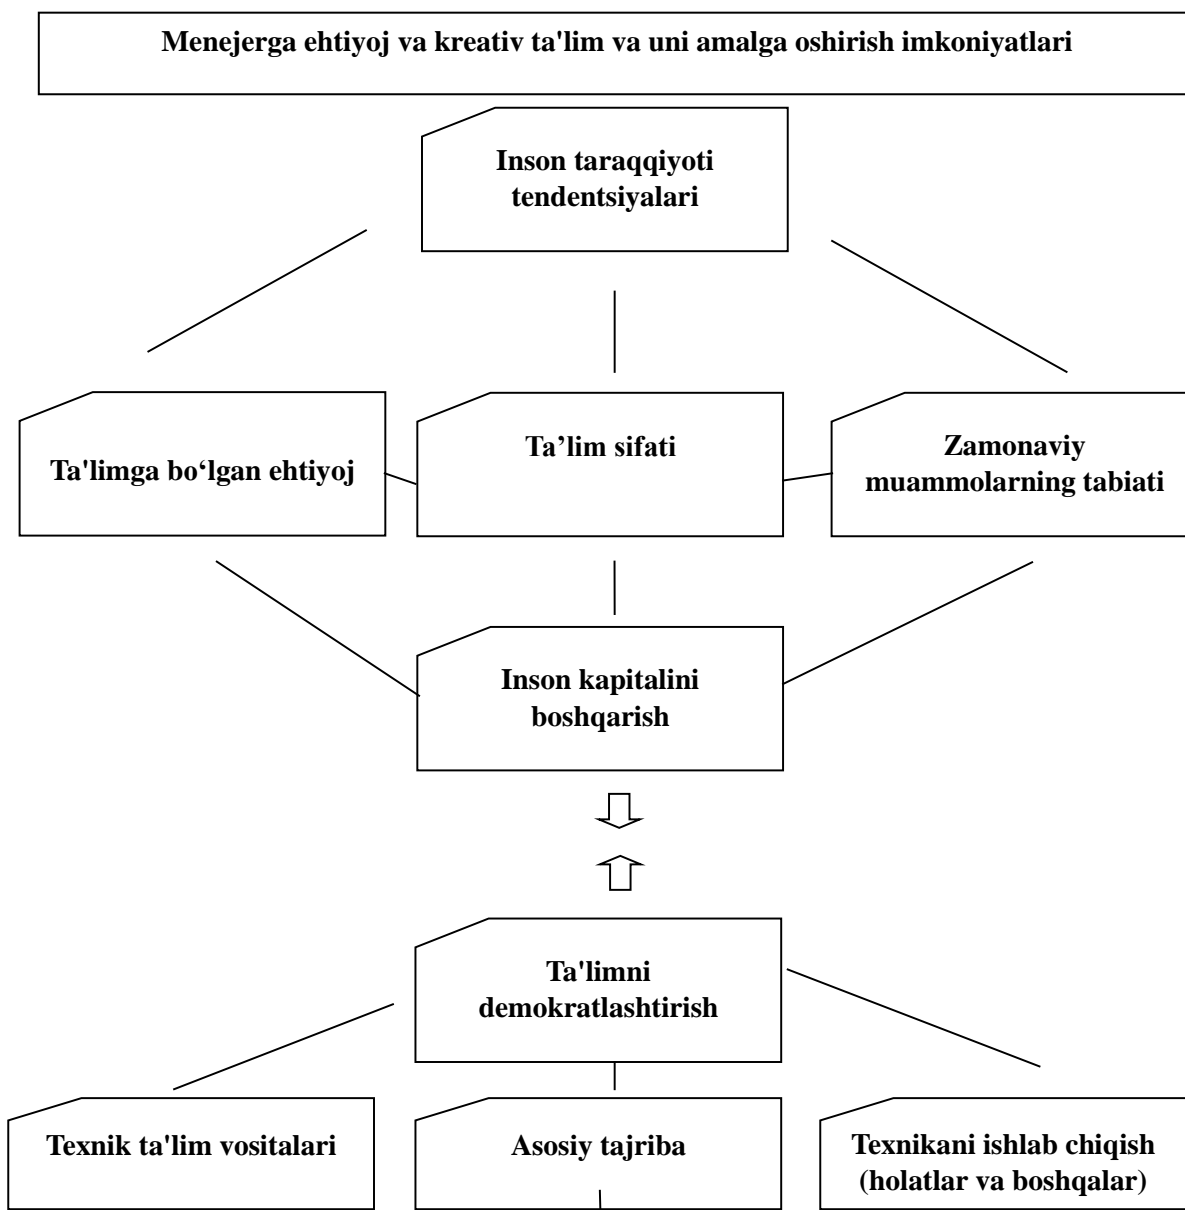 Menejerga ehtiyoj va kreativ ta'lim va uni amalga oshirish imkoniyatlari
Inson taraqqiyoti
tendentsiyalari
Ta'limga bo‘lgan ehtiyoj
Ta’lim sifati
Zamonaviy
muammolarning tabiati
Inson kapitalini
boshqarish
Ta'limni
demokratlashtirish
Texnik ta'lim vositalari
Asosiy tajriba
Texnikani ishlab chiqish
(holatlar va boshqalar)